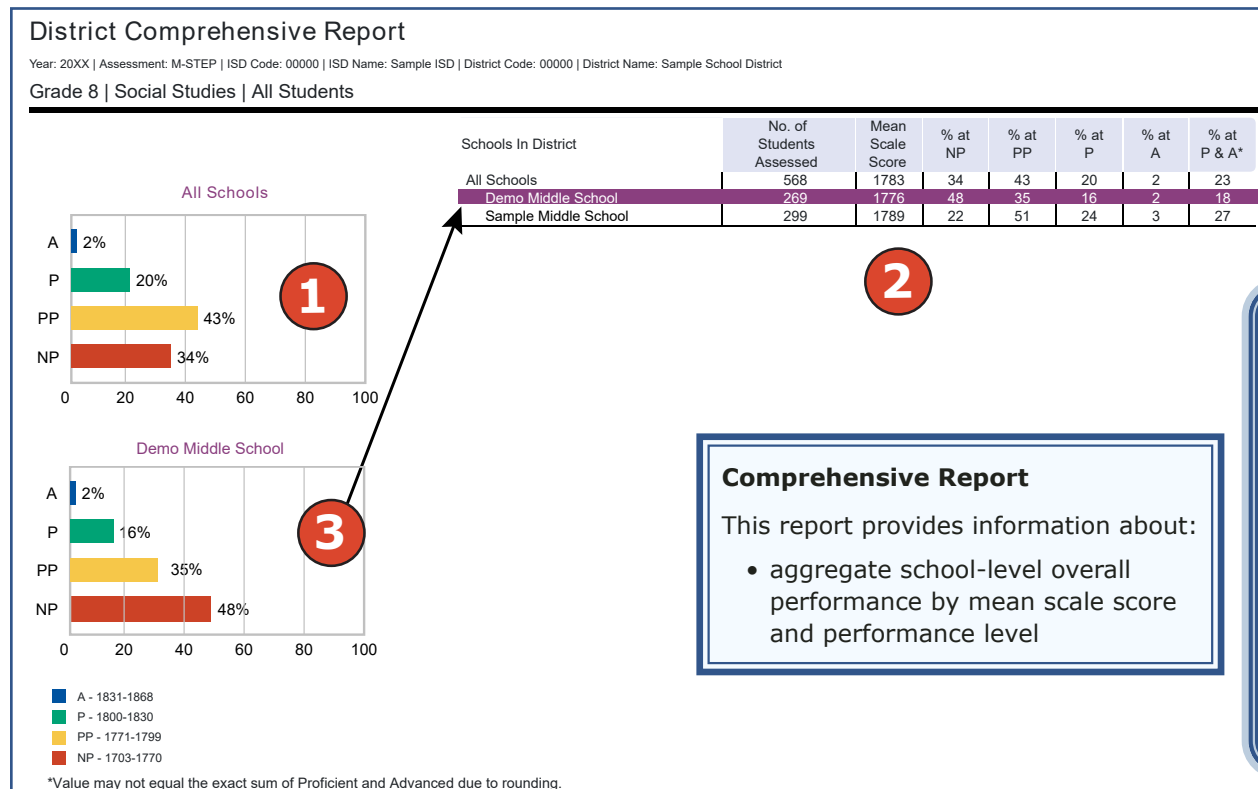 District Comprehensive Report
Year: 20XX | Assessment: M-STEP | ISD Code: 00000 | ISD Name: Sample ISD | District Code: 00000 | District Name: Sample School District
Grade 8 | Social Studies | All Students
Schools In District No. of Students Assessed Mean Scale Score % at NP % at PP % at P % at A % at P & A*
All Schools 568 1783 34 43 20 2 23
Demo Middle School 269 1776 48 35 16 2 18
Sample Middle School 299 1789 22 51 24 3 27
All Schools
A 2%
P 20%
PP 43%
NP 34%
0 20 40 60 80 100
1
2
Demo Middle School
A 2%
P 16%
PP 35%
NP 48%
0 20 40 60 80 100
3
A - 1831-1868
P - 1800-1830
PP - 1771-1799
NP - 1703-1770
*Value may not equal the exact sum of Proficient and Advanced due to rounding.
Comprehensive Report
This report provides information about:
• aggregate school-level overall
performance by mean scale score
and performance level